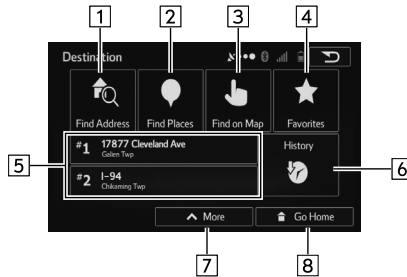 1 2 3 4
Destination
Find Address Find Places Find on Map Favorites
#1 17877 Cleveland Ave
Galien Twp
History
5
6
#2 I-94
Chikaming Twp
More Go Home
7 8